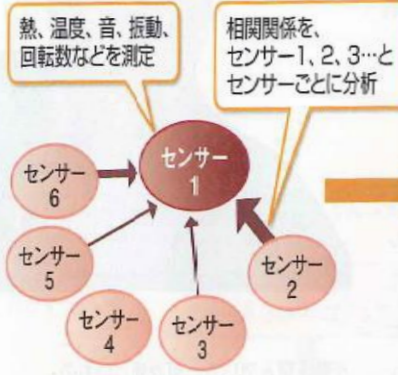 熱、温度、音、振動、
回転数などを測定
相関関係を、
センサー1、2、3…と
センサーごとに分析
センサー
1
センサー
6
センサー
5
センサー
4
センサー
3
センサー
2